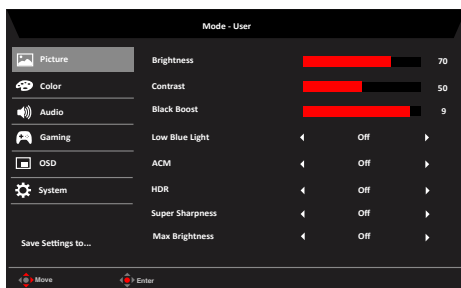 Mode - User
Picture
Brightness 70
Color
Contrast 50
Audio
Black Boost 9
Gaming
Low Blue Light Off
OSD
ACM Off
System
HDR Off
Super Sharpness Off
Save Settings to...
Max Brightness Off
Move Enter